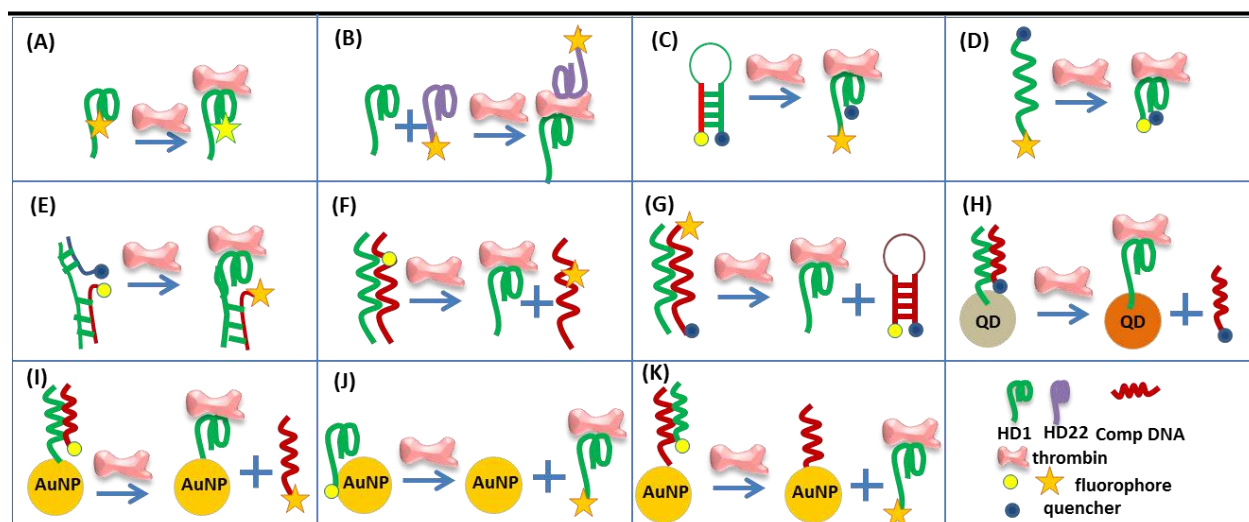 (A)
(B)
(C)
(D)
(E)
(F)
(G)
(H)
QD
QD
(I)
AuNP
AuNP
(J)
AuNP
AuNP
(K)
AuNP
AuNP
HD1 HD22 Comp DNA
thrombin
fluorophore
quencher